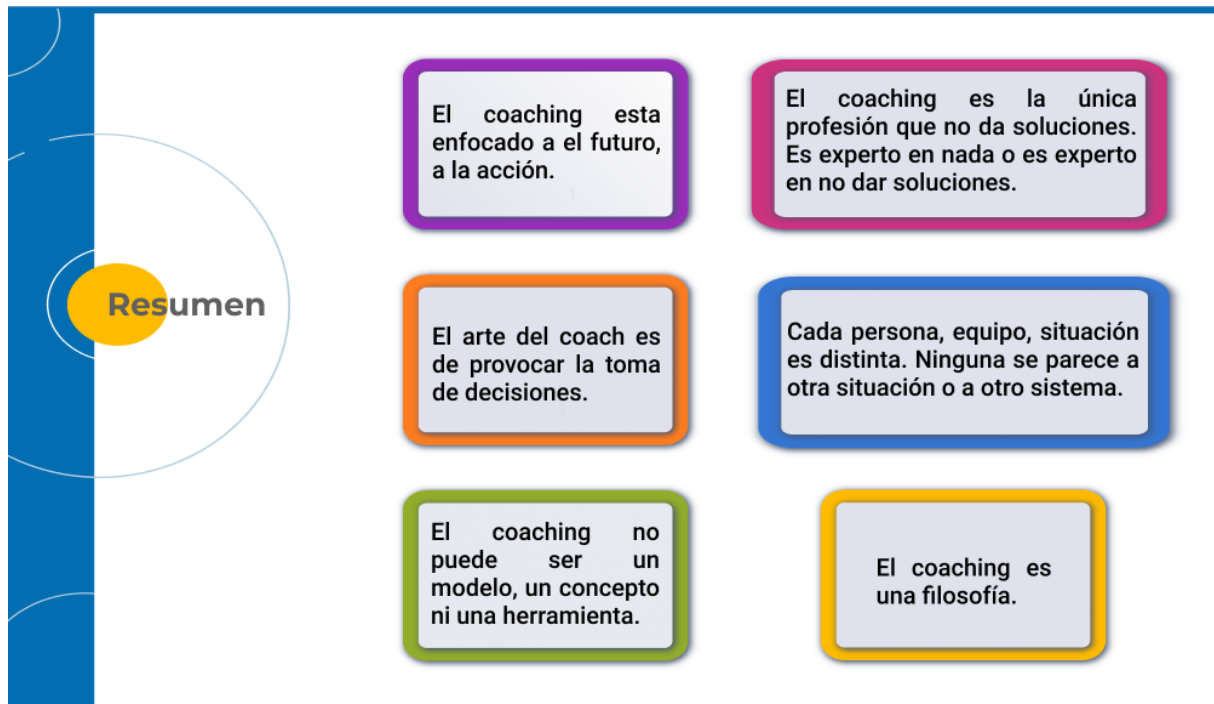 Resumen
El coaching esta
enfocado a el futuro,
a la acción.
El coaching es la única
profesión que no da soluciones.
Es experto en nada o es experto
en no dar soluciones.
El arte del coach es
de provocar la toma
de decisiones.
Cada persona, equipo, situación
es distinta. Ninguna se parece a
otra situación o a otro sistema.
El coaching no
puede ser un
modelo, un concepto
ni una herramienta.
El coaching es
una filosofía.